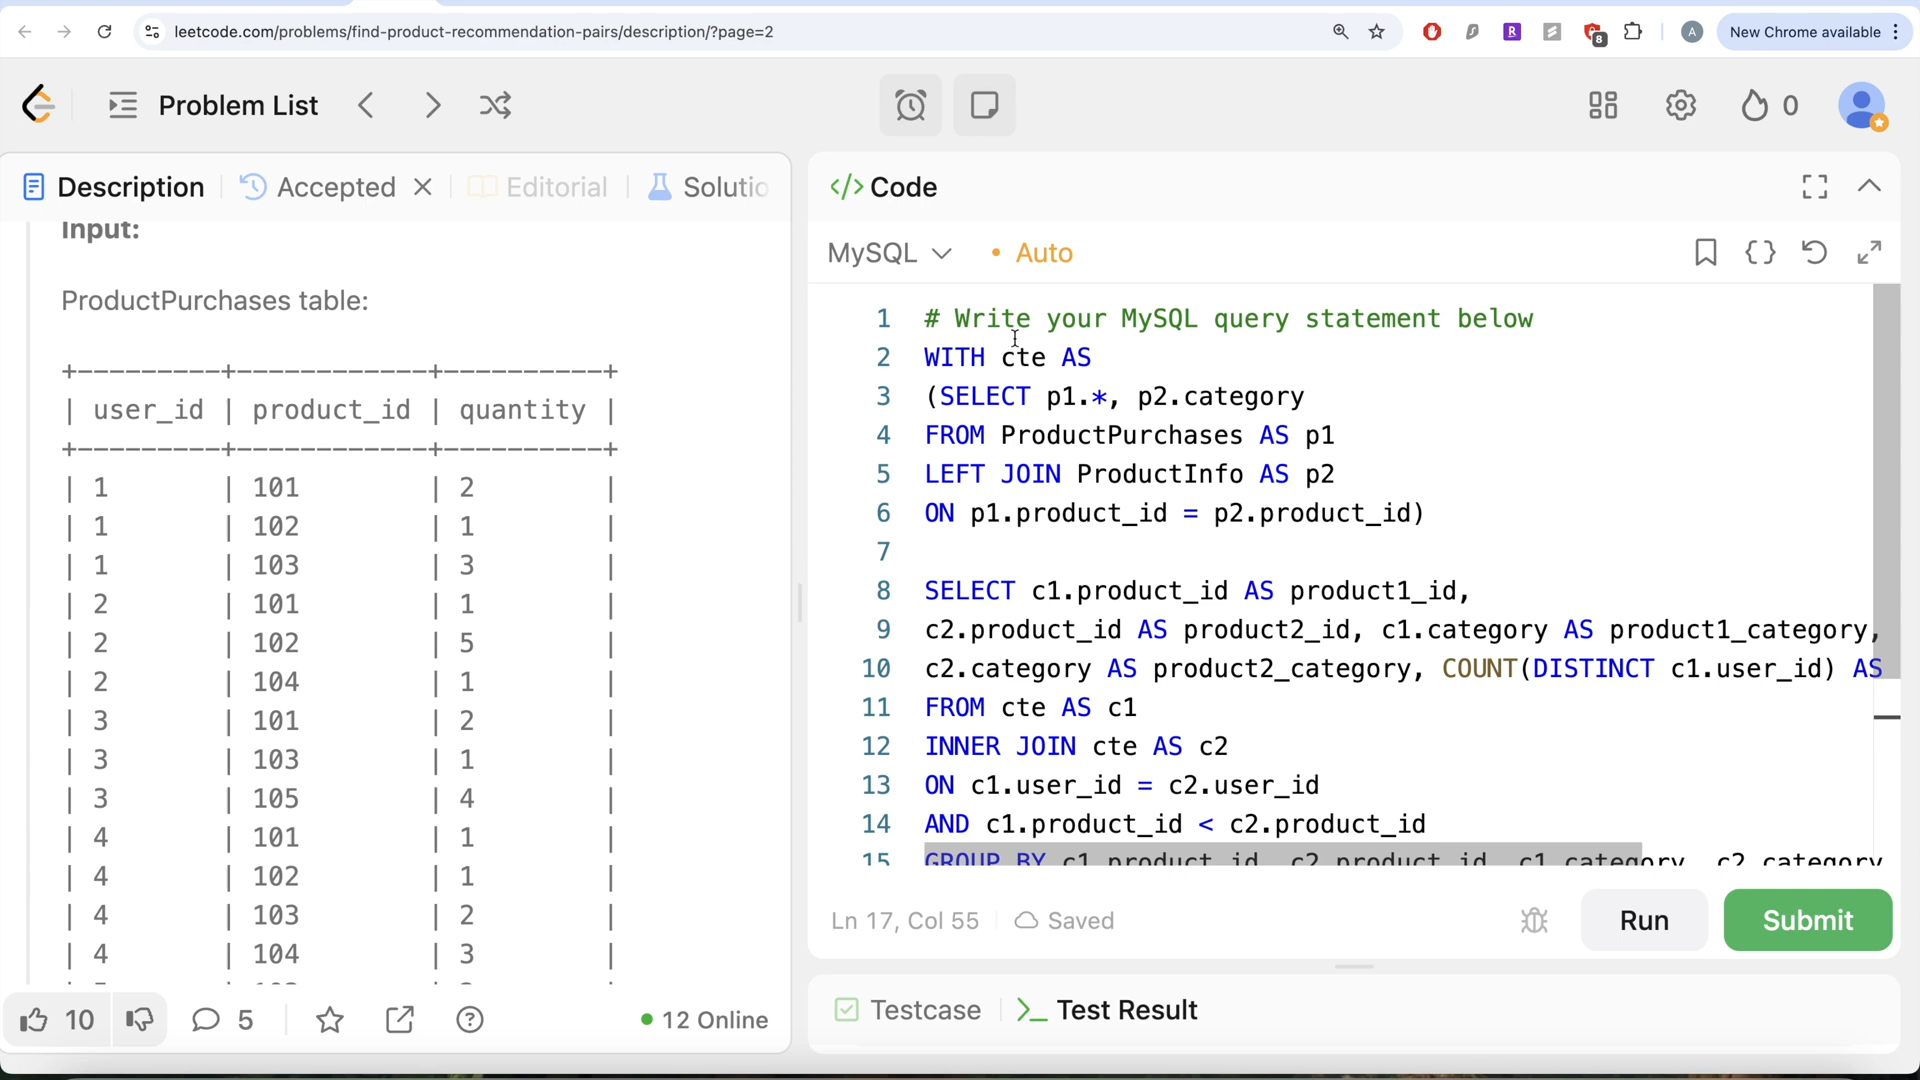 leetcode.com/problems/find-product-recommendation-pairs/description/?page=2
R
8
A
New Chrome available
Problem List
0
Description
Accepted
Editorial
Solutio
Input:
ProductPurchases table:
+---------+------------+----------+
| user_id | product_id | quantity |
+---------+------------+----------+
| 1 | 101 | 2 |
| 1 | 102 | 1 |
| 1 | 103 | 3 |
| 2 | 101 | 1 |
| 2 | 102 | 5 |
| 2 | 104 | 1 |
| 3 | 101 | 2 |
| 3 | 103 | 1 |
| 3 | 105 | 4 |
| 4 | 101 | 1 |
| 4 | 102 | 1 |
| 4 | 103 | 2 |
| 4 | 104 | 3 |
10
5
12 Online
</> Code
MySQL
Auto
1 # Write your MySQL query statement below
2 WITH cte AS
3 (SELECT p1.*, p2.category
4 FROM ProductPurchases AS p1
5 LEFT JOIN ProductInfo AS p2
6 ON p1.product_id = p2.product_id)
7
8 SELECT c1.product_id AS product1_id,
9 c2.product_id AS product2_id, c1.category AS product1_category,
10 c2.category AS product2_category, COUNT(DISTINCT c1.user_id) AS
11 FROM cte AS c1
12 INNER JOIN cte AS c2
13 ON c1.user_id = c2.user_id
14 AND c1.product_id < c2.product_id
15 GROUP BY c1.product_id, c2.product_id, c1.category, c2.category
Ln 17, Col 55
Saved
Run
Submit
Testcase
Test Result